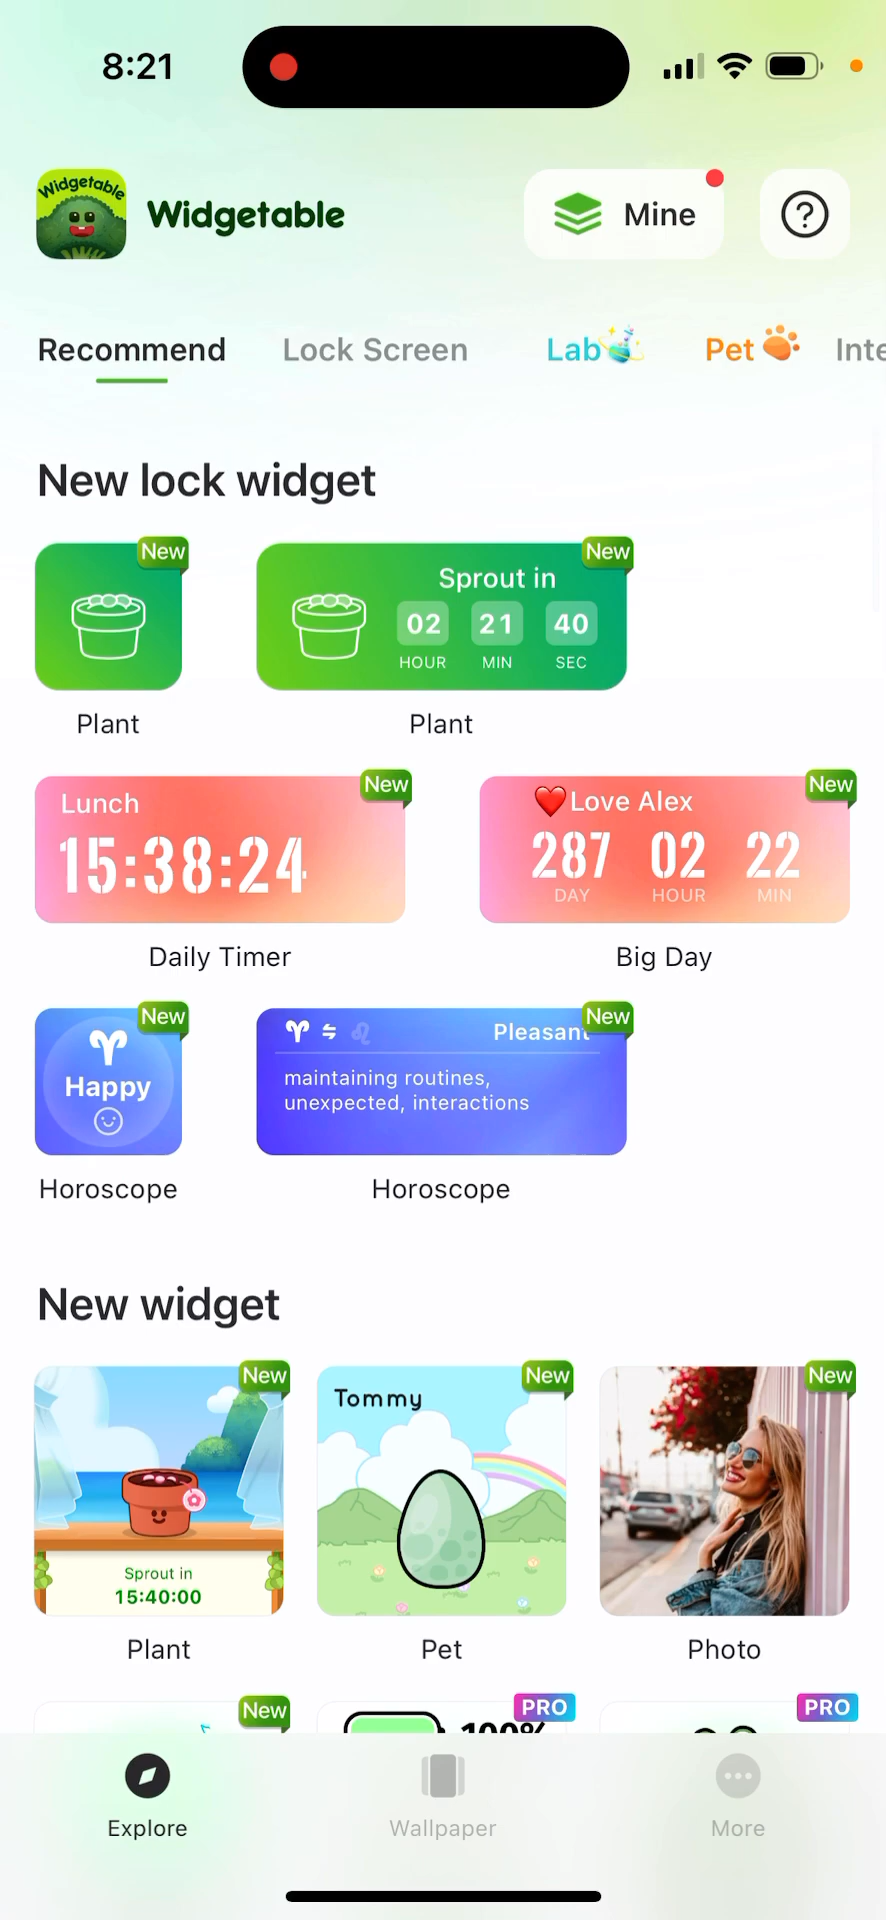 8:21
Widgetable
Widgetable
Mine
Recommend
Lock Screen
Lab
Pet
Inte
New lock widget
New
New
Sprout in
02
21
40
HOUR
MIN
SEC
Plant
Plant
New
New
Lunch
15:38:24
❤️Love Alex
287
02
22
DAY
HOUR
MIN
Daily Timer
Big Day
New
New
Happy
Pleasant
maintaining routines,
unexpected, interactions
Horoscope
Horoscope
New widget
New
New
New
Tommy
Sprout in
15:40:00
Plant
Pet
Photo
New
PRO
PRO
100%
Explore
Wallpaper
More